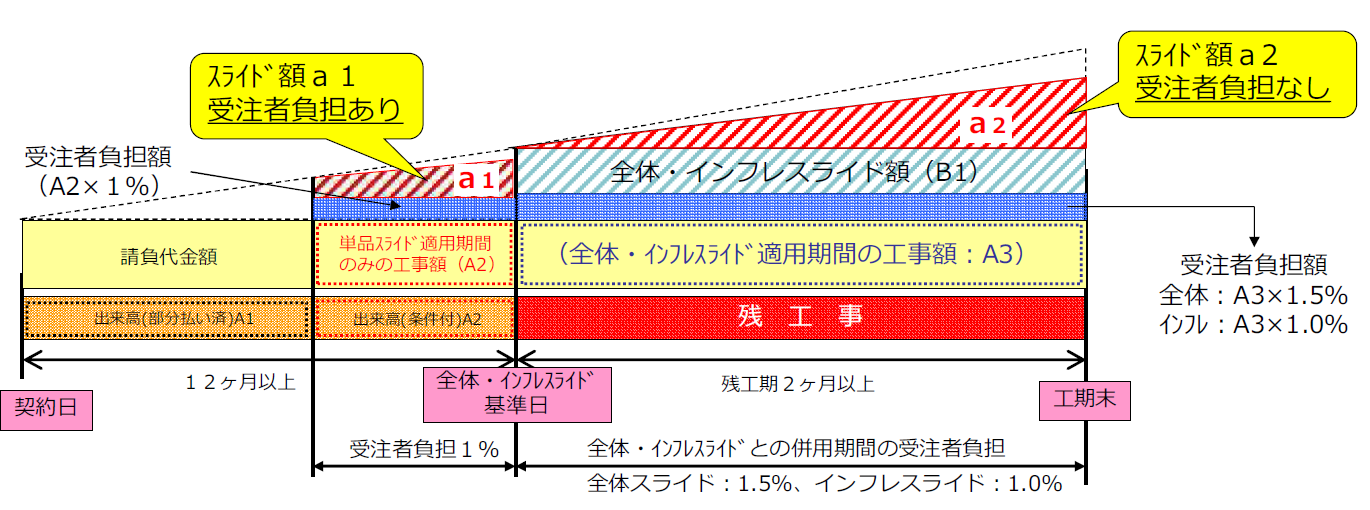 ｽﾗｲﾄﾞ額ａ１
受注者負担あり
ｽﾗｲﾄﾞ額ａ２
受注者負担なし
受注者負担額
（A2×１%）
ａ1
ａ2
全体・インフレスライド額（B1）
請負代金額
単品ｽﾗｲﾄﾞ適用期間
のみの工事額（A2）
（全体・ｲﾝﾌﾚｽﾗｲﾄﾞ適用期間の工事額：A3）
受注者負担額
全体：A3×1.5%
ｲﾝﾌﾚ：A3×1.0%
出来高(部分払い済)A1
出来高(条件付)A2
残　工　事
１２ヶ月以上
残工期２ヶ月以上
契約日
全体・ｲﾝﾌﾚｽﾗｲﾄﾞ
基準日
工期末
受注者負担１%
全体・ｲﾝﾌﾚｽﾗｲﾄﾞとの併用期間の受注者負担
全体スライド：1.5%、インフレスライド：1.0%